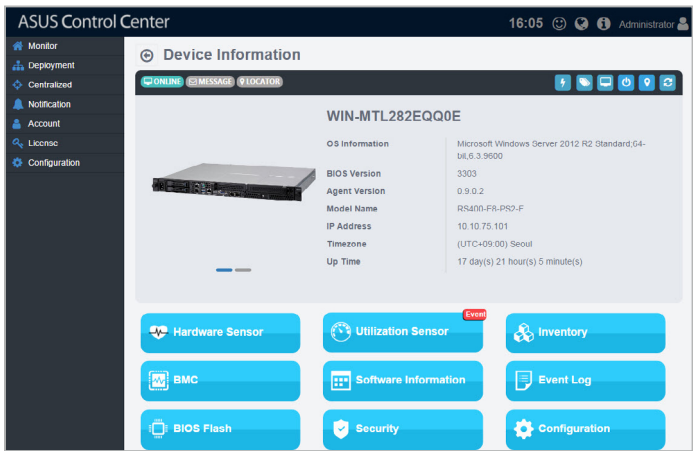 ASUS Control Center
16:05
Administrator
Monitor
Deployment
Centralized
Notification
Account
License
Configuration
Device Information
ONLINE
MESSAGE
LOCATOR
WIN-MTL282EQQ0E
OS Information
Microsoft Windows Server 2012 R2 Standard;64-
bit,6.3.9600
BIOS Version
3303
Agent Version
0.9.0.2
Model Name
RS400-E8-PS2-F
IP Address
10.10.75.101
Timezone
(UTC+09:00) Seoul
Up Time
17 day(s) 21 hour(s) 5 minute(s)
Hardware Sensor
Utilization Sensor
Event
Inventory
BMC
Software Information
Event Log
BIOS Flash
Security
Configuration